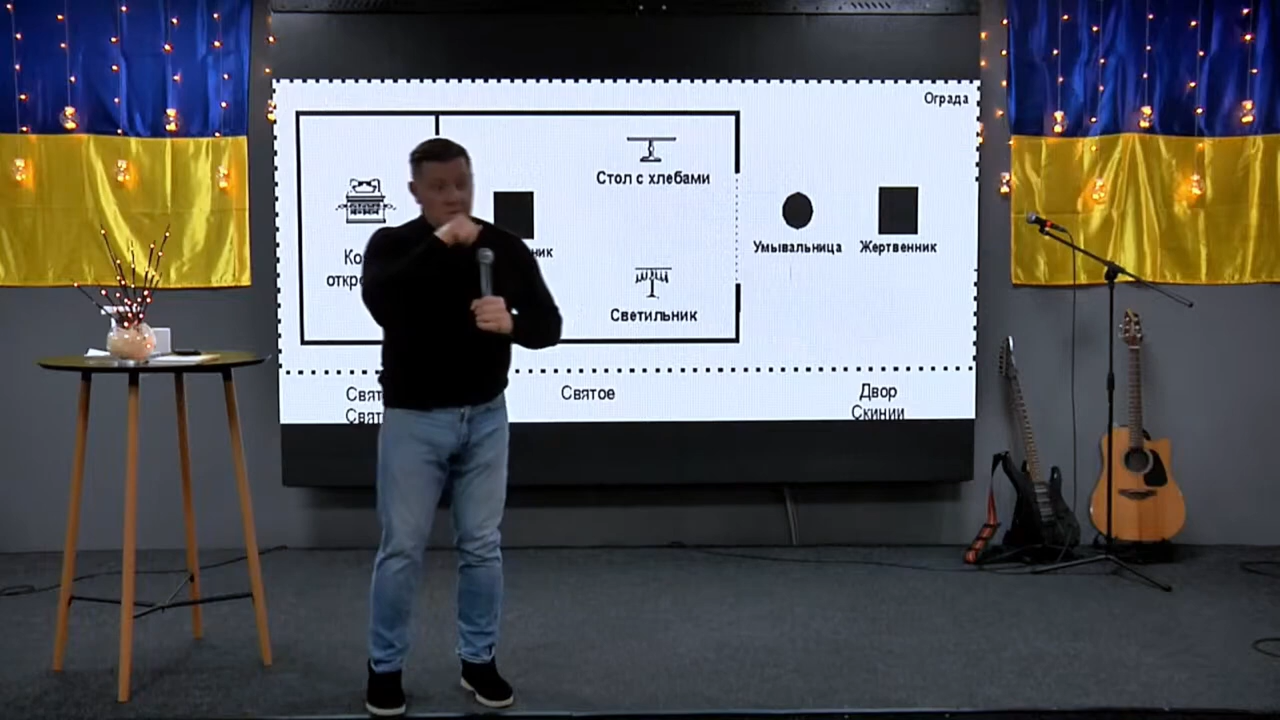 Ограда
Стол с хлебами
Умывальница
Жертвенник
Светильник
Святое
Двор
Скинии